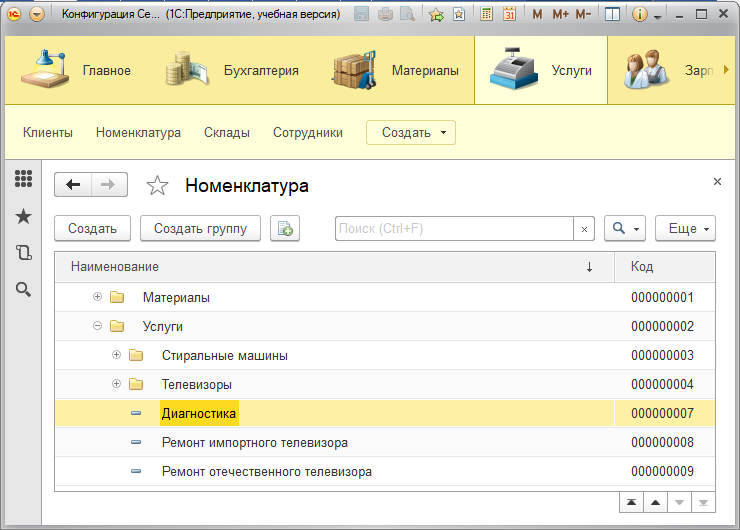 Конфигурация Се... (1С:Предприятие, учебная версия)
M M+ M-
Главное Бухгалтерия Материалы Услуги Зарп
Клиенты Номенклатура Склады Сотрудники Создать
Номенклатура
Создать Создать группу Поиск (Ctrl+F) Еще
Наименование Код
Материалы 000000001
Услуги 000000002
Стиральные машины 000000003
Телевизоры 000000004
Диагностика 000000007
Ремонт импортного телевизора 000000008
Ремонт отечественного телевизора 000000009